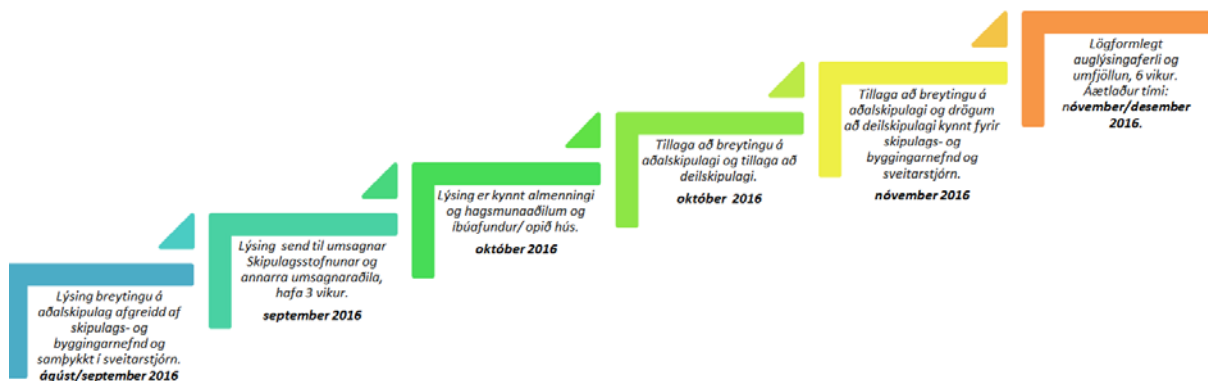 Lýsing breytingu á
aðalskipulag afgreidd af
skipulags- og
byggingarnefnd og
samþykkt í sveitarstjórn.
ágúst/september 2016
Lýsing send til umsagnar
Skipulagsstofnunar og
annarra umsagnaraðila,
hafa 3 vikur.
september 2016
Lýsing er kynnt almenningi
og hagsmunaaðilum og
íbúafundur/ opið hús.
október 2016
Tillaga að breytingu á
aðalskipulagi og tillaga að
deilskipulagi.
október 2016
Tillaga að breytingu á
aðalskipulagi og drögum
að deilskipulagi kynnt fyrir
skipulags- og
byggingarnefnd og
sveitarstjórn.
nóvember 2016
Lögformlegt
auglýsingaferli og
umfjöllun, 6 vikur.
Áætlaður tími:
nóvember/desember
2016.